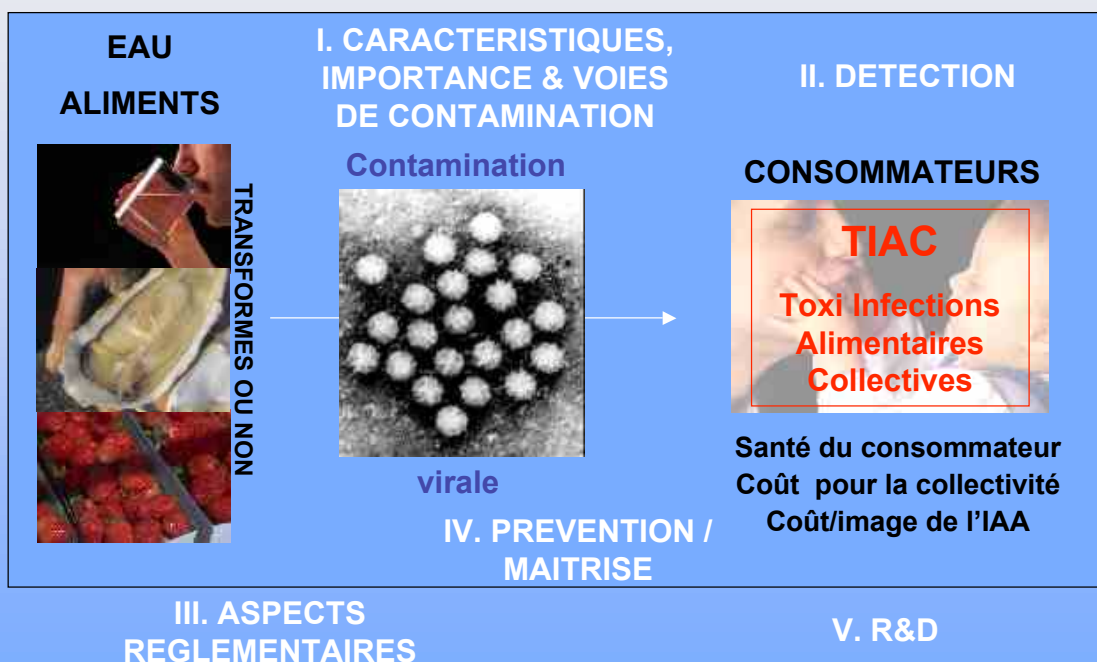 EAU
ALIMENTS
TRANSFORMES OU NON
I. CARACTERISTIQUES,
IMPORTANCE & VOIES
DE CONTAMINATION
Contamination
virale
II. DETECTION
CONSOMMATEURS
TIAC
Toxi Infections
Alimentaires
Collectives
Santé du consommateur
Coût pour la collectivité
Coût/image de l'IAA
IV. PREVENTION /
MAITRISE
III. ASPECTS
REGLEMENTAIRES
V. R&D